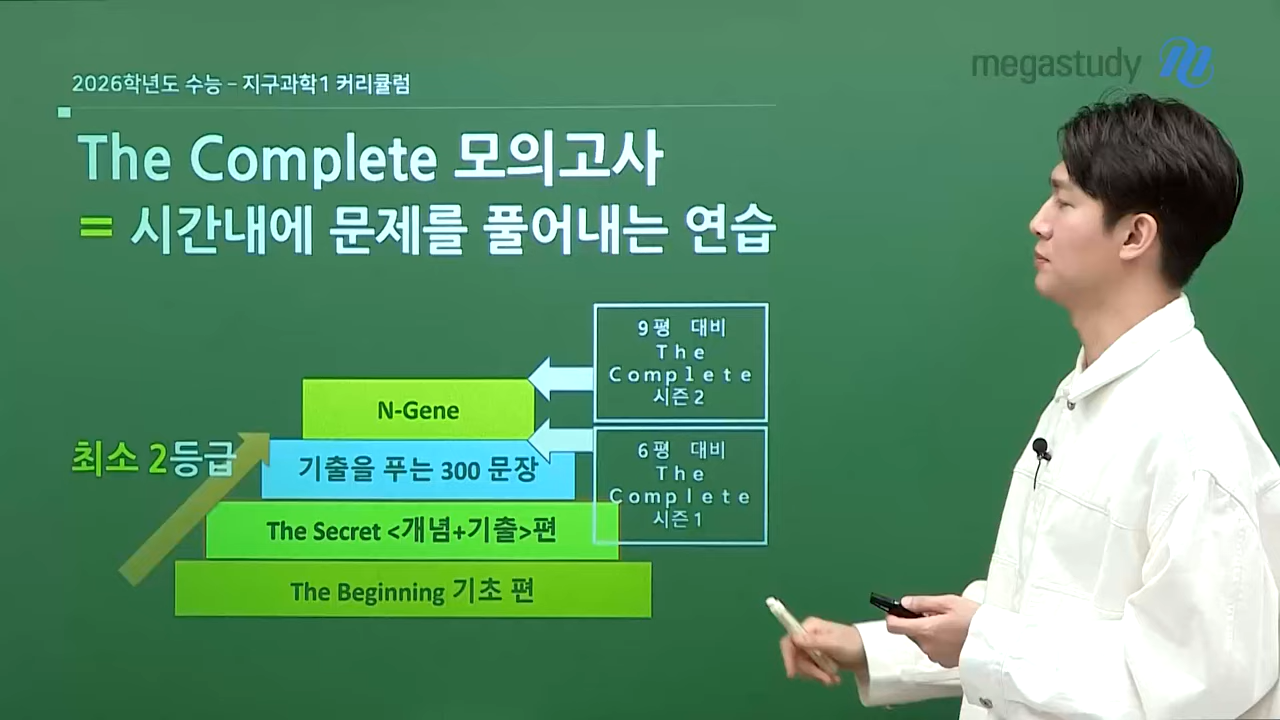 megastudy
2026학년도 수능 – 지구과학1 커리큘럼
The Complete 모의고사
= 시간내에 문제를 풀어내는 연습
9평 대비
The
Complete
시즌2
6평 대비
The
Complete
시즌1
최소 2등급
N-Gene
기출을 푸는 300 문장
The Secret <개념+기출>편
The Beginning 기초 편